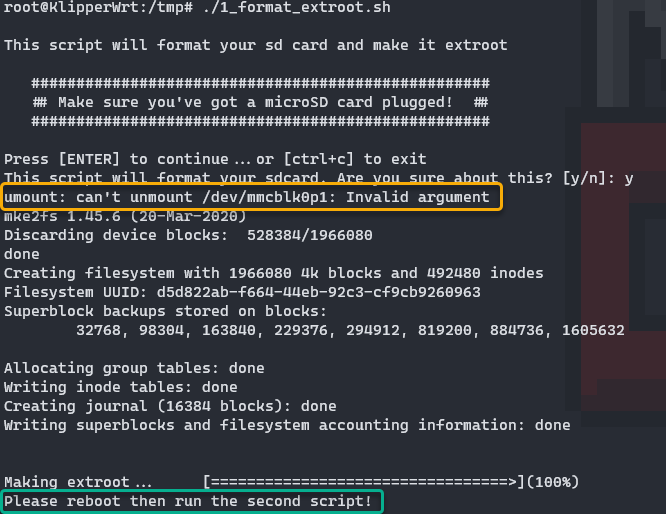 root@KlipperWrt:/tmp# ./1_format_extroot.sh
This script will format your sd card and make it extroot
###################################################
## Make sure you've got a microSD card plugged! ##
###################################################
Press [ENTER] to continue...or [ctrl+c] to exit
This script will format your sdcard. Are you sure about this? [y/n]: y
umount: can't unmount /dev/mmcblk0p1: Invalid argument
mke2fs 1.45.6 (20-Mar-2020)
Discarding device blocks:  528384/1966080
done
Creating filesystem with 1966080 4k blocks and 492480 inodes
Filesystem UUID: d5d822ab-f664-44eb-92c3-cf9cb9260963
Superblock backups stored on blocks:
32768, 98304, 163840, 229376, 294912, 819200, 884736, 1605632
Allocating group tables: done
Writing inode tables: done
Creating journal (16384 blocks): done
Writing superblocks and filesystem accounting information: done
Making extroot...      [=================================>](100%)
Please reboot then run the second script!